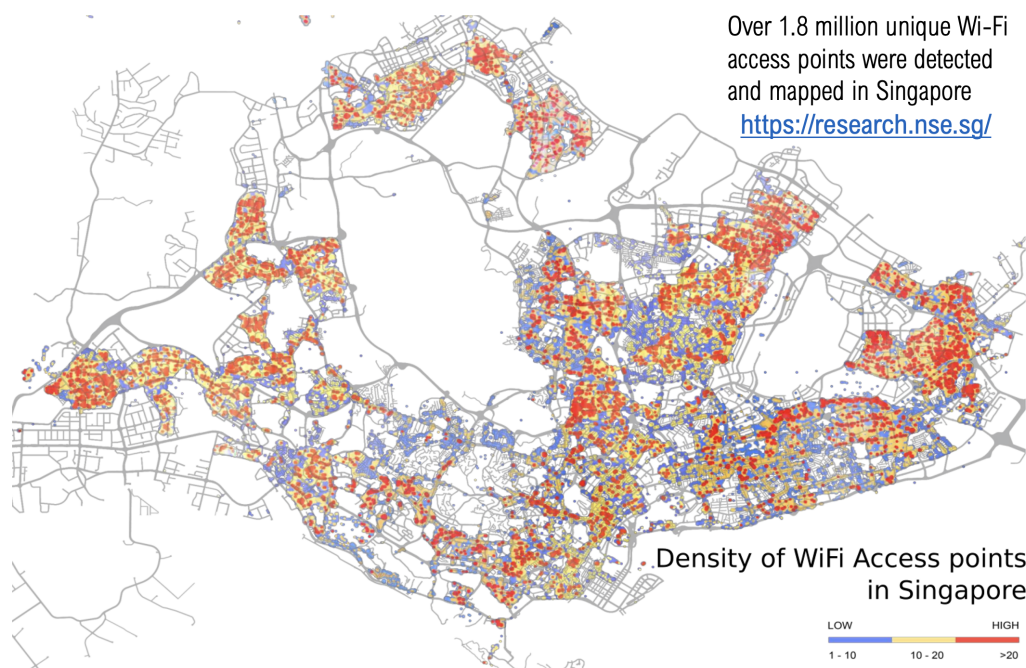 Over 1.8 million unique Wi-Fi
access points were detected
and mapped in Singapore
https://research.nse.sg/
Density of WiFi Access points
in Singapore
LOW HIGH
1 - 10 10 - 20 >20